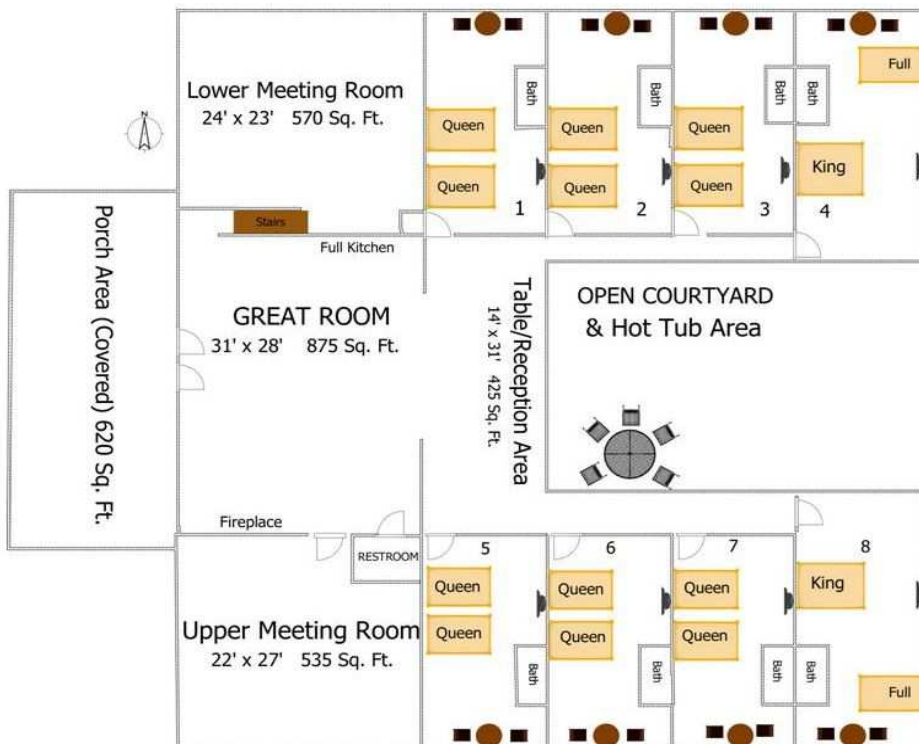 Lower Meeting Room
24' x 23' 570 Sq. Ft.
N
Bath
Bath
Bath
Bath
Full
Queen
Queen
Queen
Queen
Queen
Queen
King
1
2
3
4
Stairs
Full Kitchen
Porch Area (Covered) 620 Sq. Ft.
GREAT ROOM
31' x 28' 875 Sq. Ft.
Table/Reception Area
14' x 31' 425 Sq. Ft.
OPEN COURTYARD
& Hot Tub Area
Fireplace
RESTROOM
5
6
7
8
Queen
Queen
Queen
Queen
Queen
Queen
King
Upper Meeting Room
22' x 27' 535 Sq. Ft.
Bath
Bath
Bath
Bath
Full